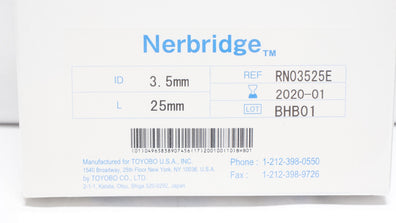 Nerbridge™
ID 3.5mm REF RN03525E
2020-01
L 25mm LOT BHB01
Manufactured for TOYOBO U.S.A., INC.
1540 Broadway, 25th Floor New York, NY 10036, U.S.A.
by TOYOBO CO., LTD
2-1-1, Katata, Otsu, Shiga 520-0292, Japan
Phone : 1-212-398-0550
Fax : 1-212-398-9726